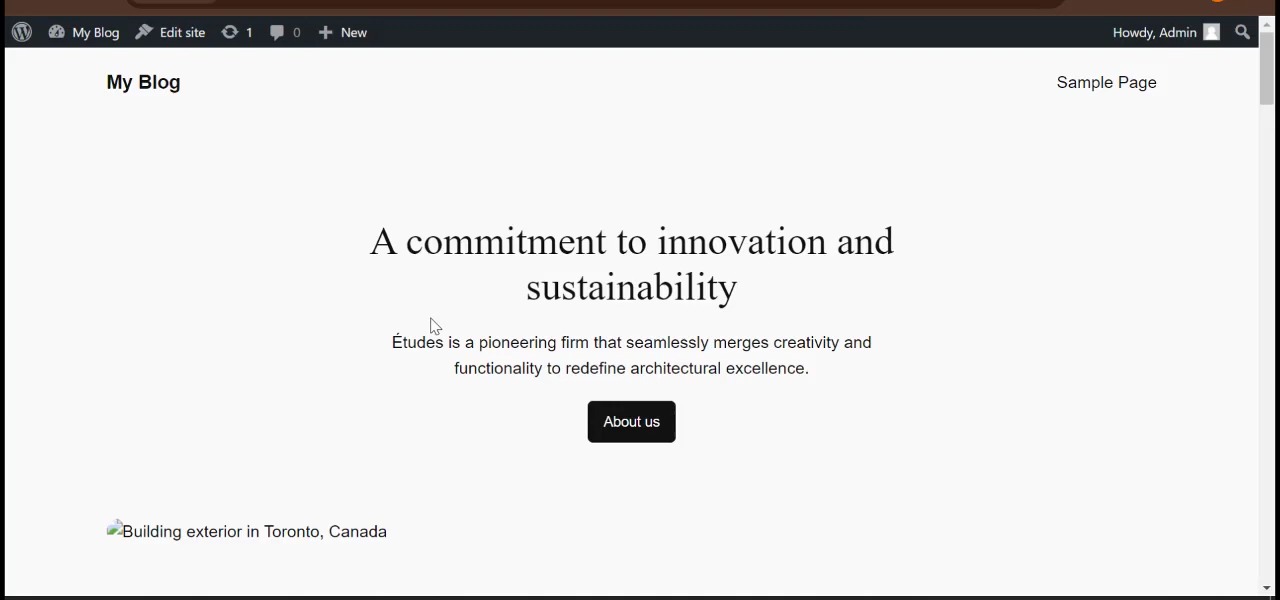 My Blog Edit site 1 0 New Howdy, Admin
My Blog Sample Page
A commitment to innovation and
sustainability
Études is a pioneering firm that seamlessly merges creativity and
functionality to redefine architectural excellence.
About us
Building exterior in Toronto, Canada